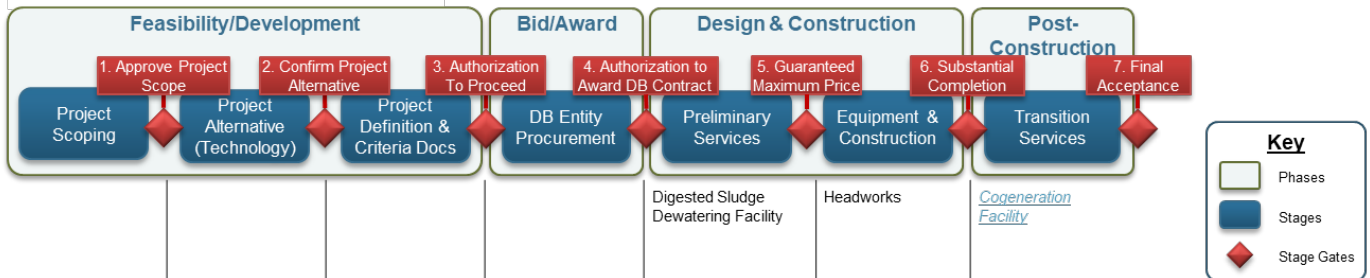 Feasibility/Development
Bid/Award
Design & Construction
Post-
Construction
1. Approve Project
Scope
2. Confirm Project
Alternative
3. Authorization
To Proceed
4. Authorization to
Award DB Contract
5. Guaranteed
Maximum Price
6. Substantial
Completion
7. Final
Acceptance
Project
Scoping
Project
Alternative
(Technology)
Project
Definition &
Criteria Docs
DB Entity
Procurement
Preliminary
Services
Equipment &
Construction
Transition
Services
Digested Sludge
Dewatering Facility
Headworks
Cogeneration
Facility
Key
Phases
Stages
Stage Gates